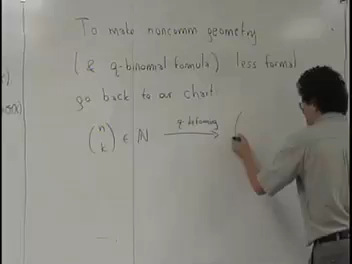 To make noncomm geometry
(& q-binomial formula) less formal
go back to our chart
(n k) ∈ ℕ q-deforming → (